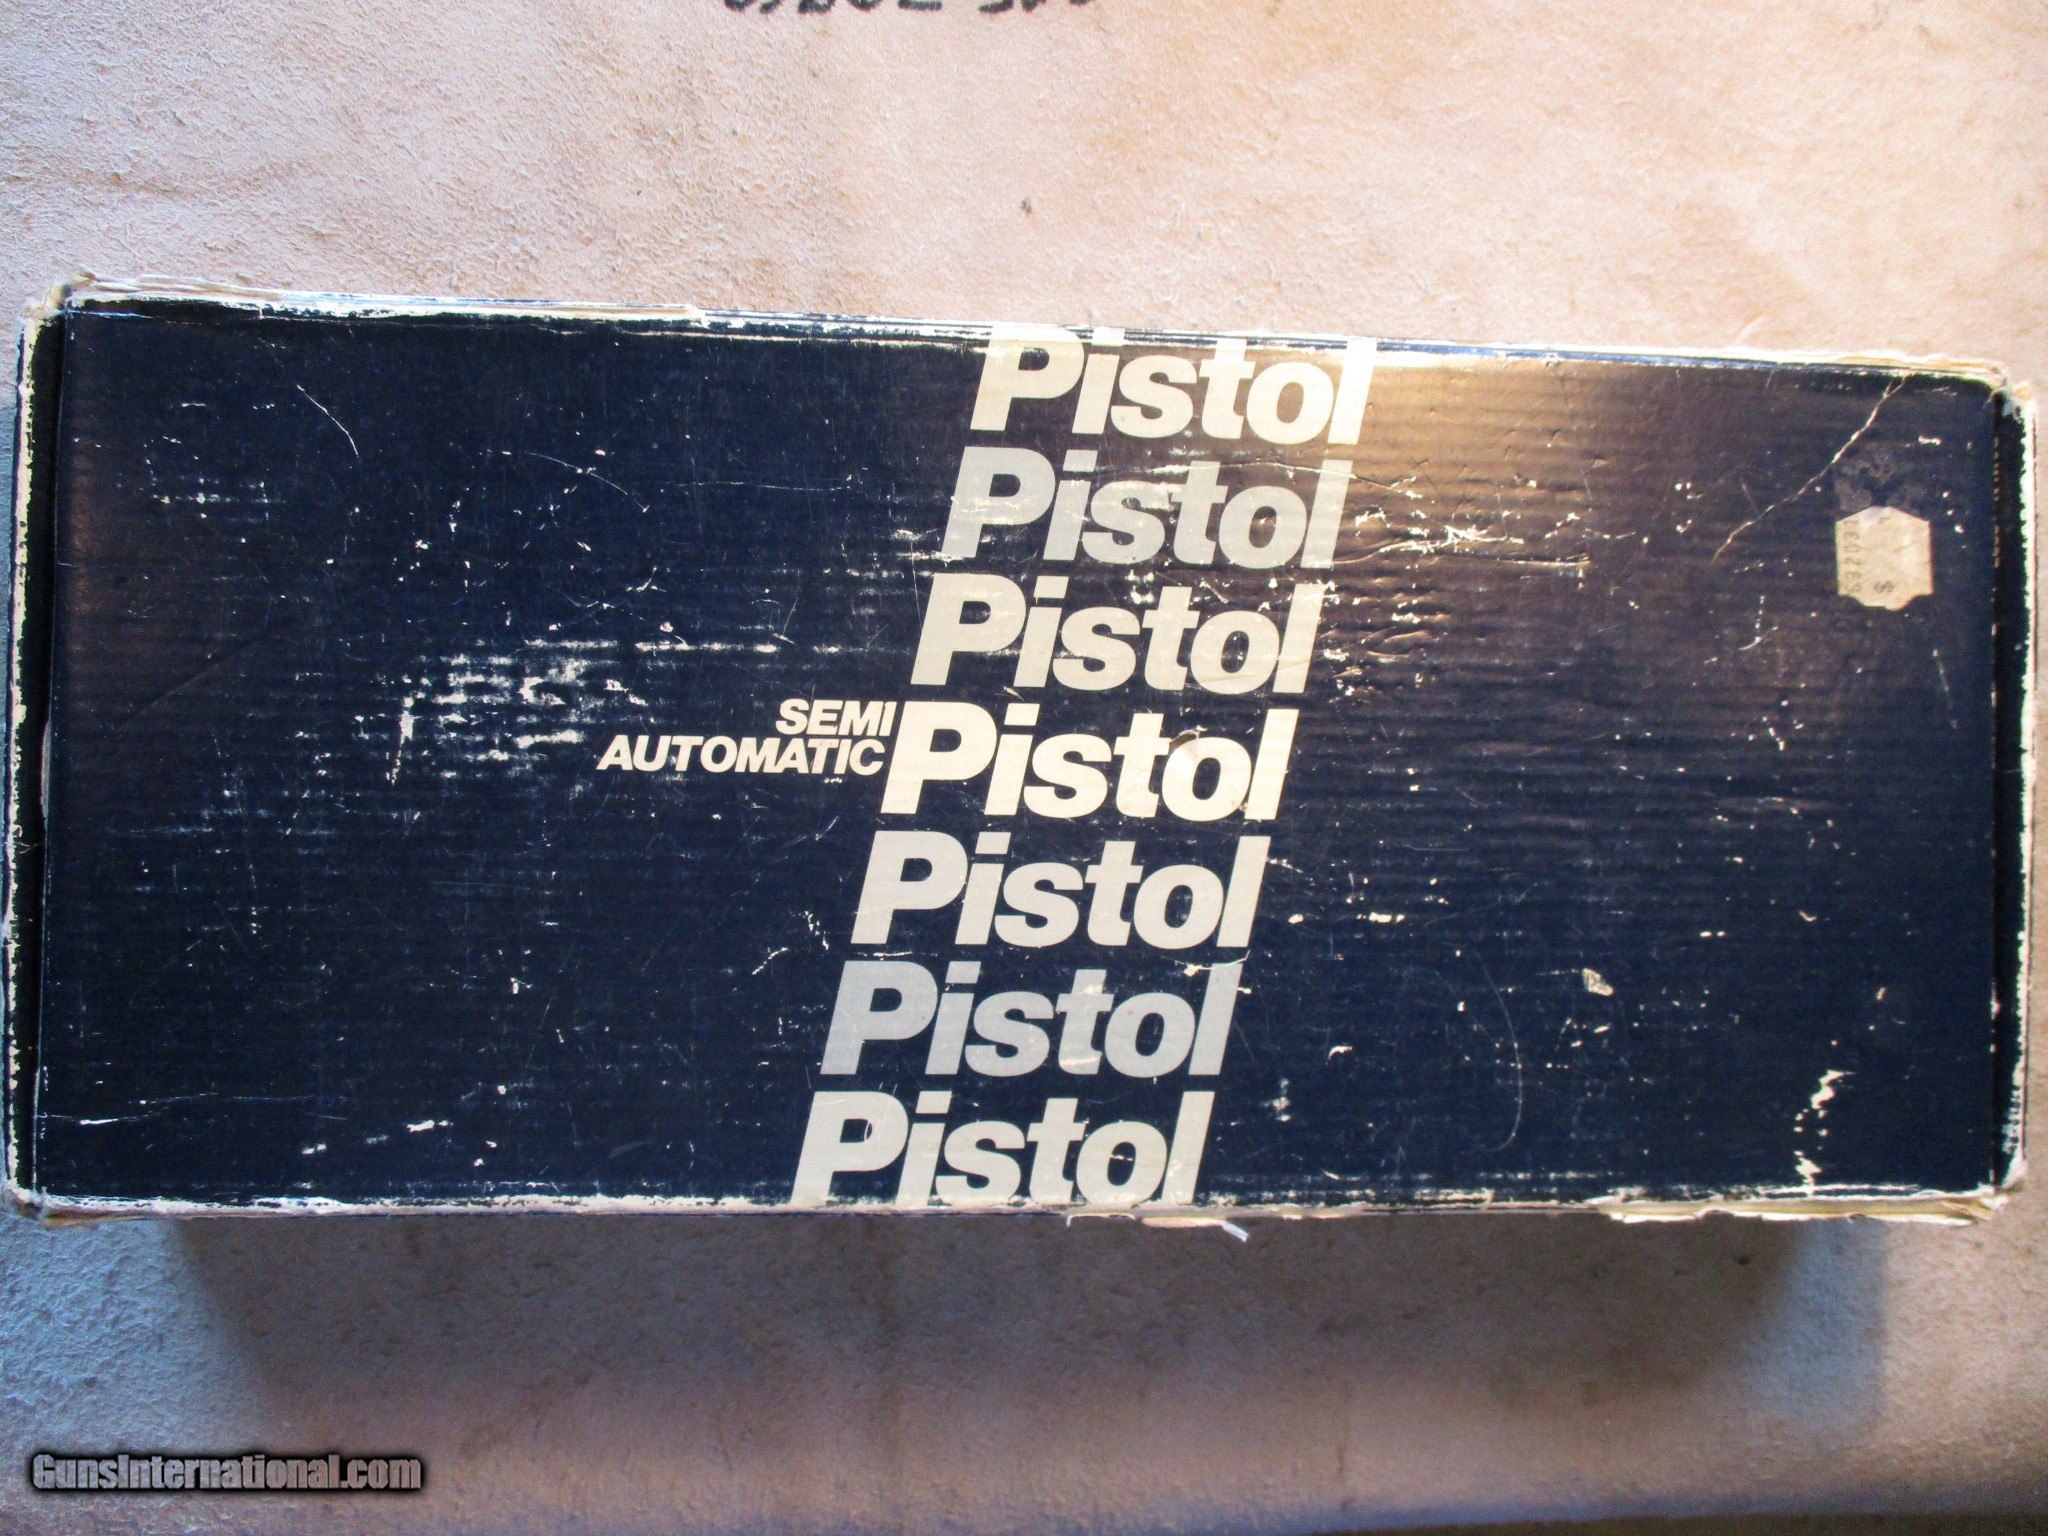 Pistol
Pistol
Pistol
SEMI
AUTOMATIC Pistol
Pistol
Pistol
Pistol
GunsInternational.com